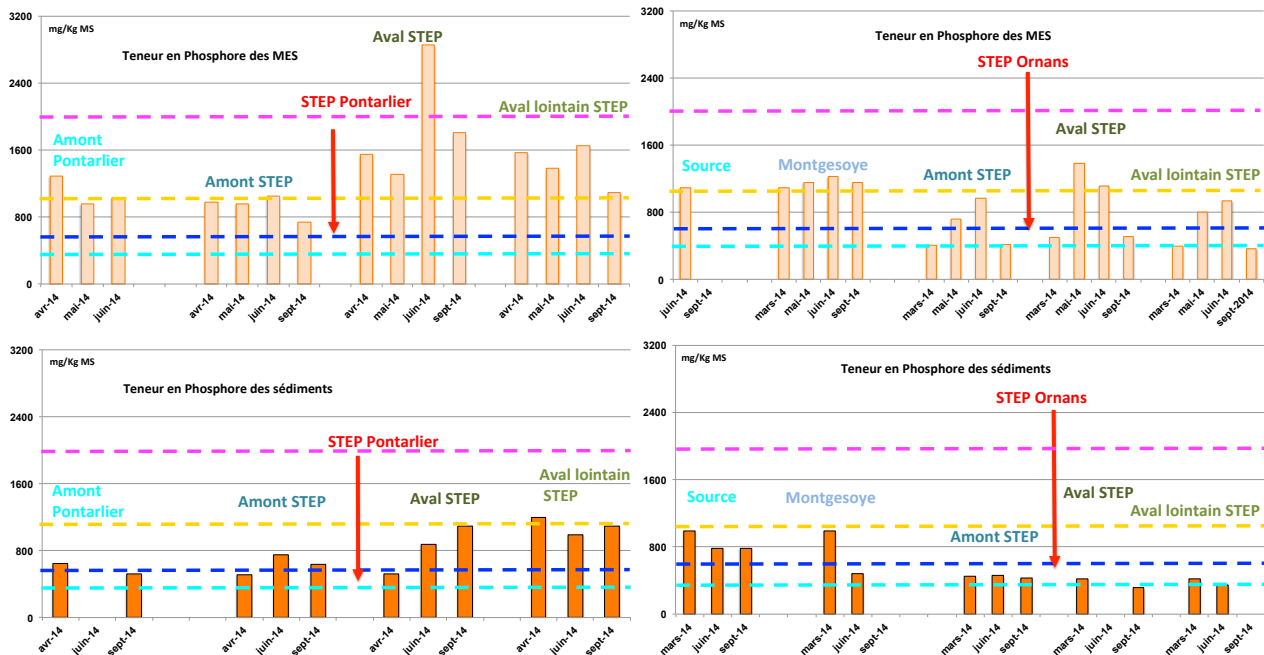 3200
2400
2000
1600
800
0
mg/Kg MS
Teneur en Phosphore des MES
Aval STEP
STEP Pontarlier
Aval lointain STEP
Amont
Pontarlier
Amont STEP
avr-14
mai-14
juin-14
avr-14
mai-14
juin-14
sept-14
avr-14
mai-14
juin-14
sept-14
avr-14
mai-14
juin-14
sept-14
3200
2400
1600
800
0
mg/Kg MS
Teneur en Phosphore des MES
STEP Ornans
Aval STEP
Source
Montgesoye
Amont STEP
Aval lointain STEP
juin-14
sept-14
mars-14
mai-14
juin-14
sept-14
mars-14
mai-14
juin-14
sept-14
mars-14
mai-14
juin-14
sept-14
mars-14
mai-14
juin-14
sept-2014
3200
2400
1600
800
0
mg/Kg MS
Teneur en Phosphore des sédiments
STEP Pontarlier
Amont
Pontarlier
Amont STEP
Aval STEP
Aval lointain
STEP
avr-14
juin-14
sept-14
avr-14
juin-14
sept-14
avr-14
juin-14
sept-14
avr-14
juin-14
sept-14
3200
2400
1600
800
0
mg/Kg MS
Teneur en Phosphore des sédiments
STEP Ornans
Source
Montgesoye
Aval STEP
Aval lointain STEP
Amont STEP
mars-14
juin-14
sept-14
mars-14
juin-14
sept-14
mars-14
juin-14
sept-14
mars-14
juin-14
sept-14
mars-14
juin-14
sept-14